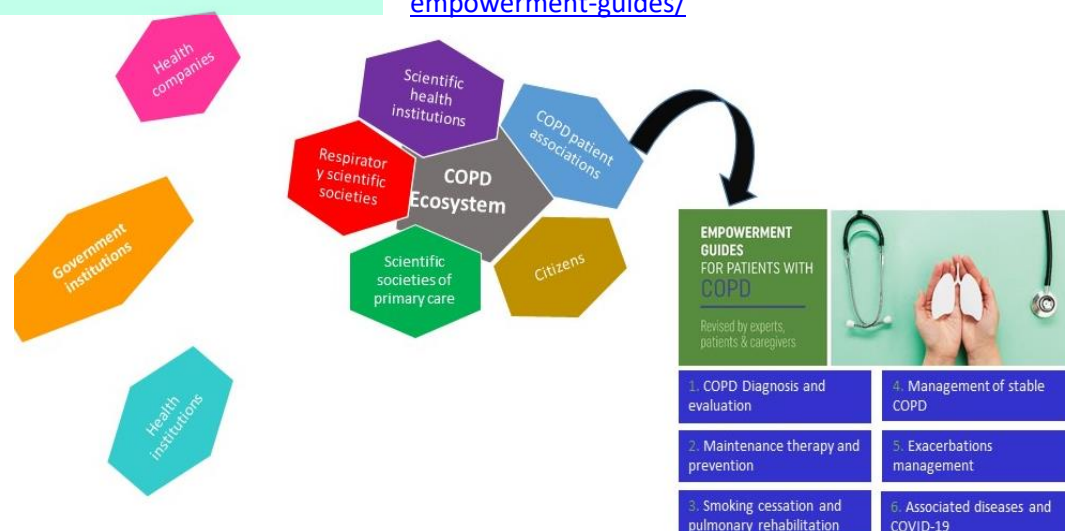 empowerment-guides/
Health
companies
Scientific
health
institutions
COPD patient
associations
Respirator
y scientific
societies
COPD
Ecosystem
Government
institutions
Scientific
societies of
primary care
Citizens
Health
institutions
EMPOWERMENT
GUIDES
FOR PATIENTS WITH
COPD
Revised by experts,
patients & caregivers
1. COPD Diagnosis and
evaluation
4. Management of stable
COPD
2. Maintenance therapy and
prevention
5. Exacerbations
management
3. Smoking cessation and
pulmonary rehabilitation
6. Associated diseases and
COVID-19